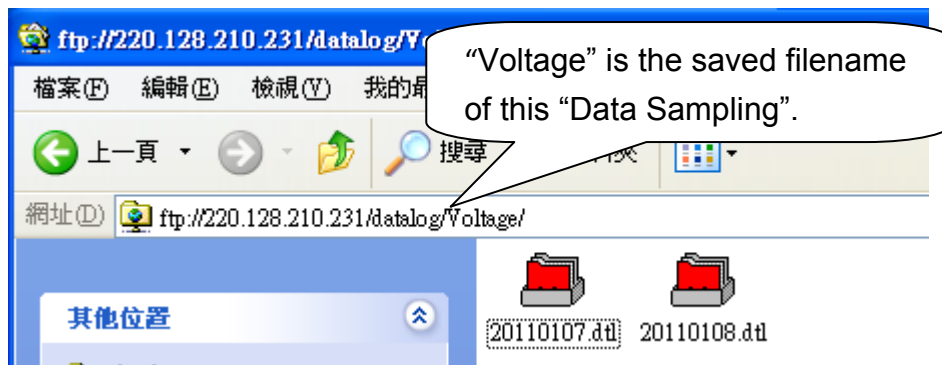 ftp://220.128.210.231/datalog/Vo
"Voltage" is the saved filename
of this "Data Sampling".
檔案(F) 編輯(E) 檢視(V) 我的最
上一頁 搜尋
網址(D) ftp://220.128.210.231/datalog/Voltage/
其他位置
20110107.dtl 20110108.dtl